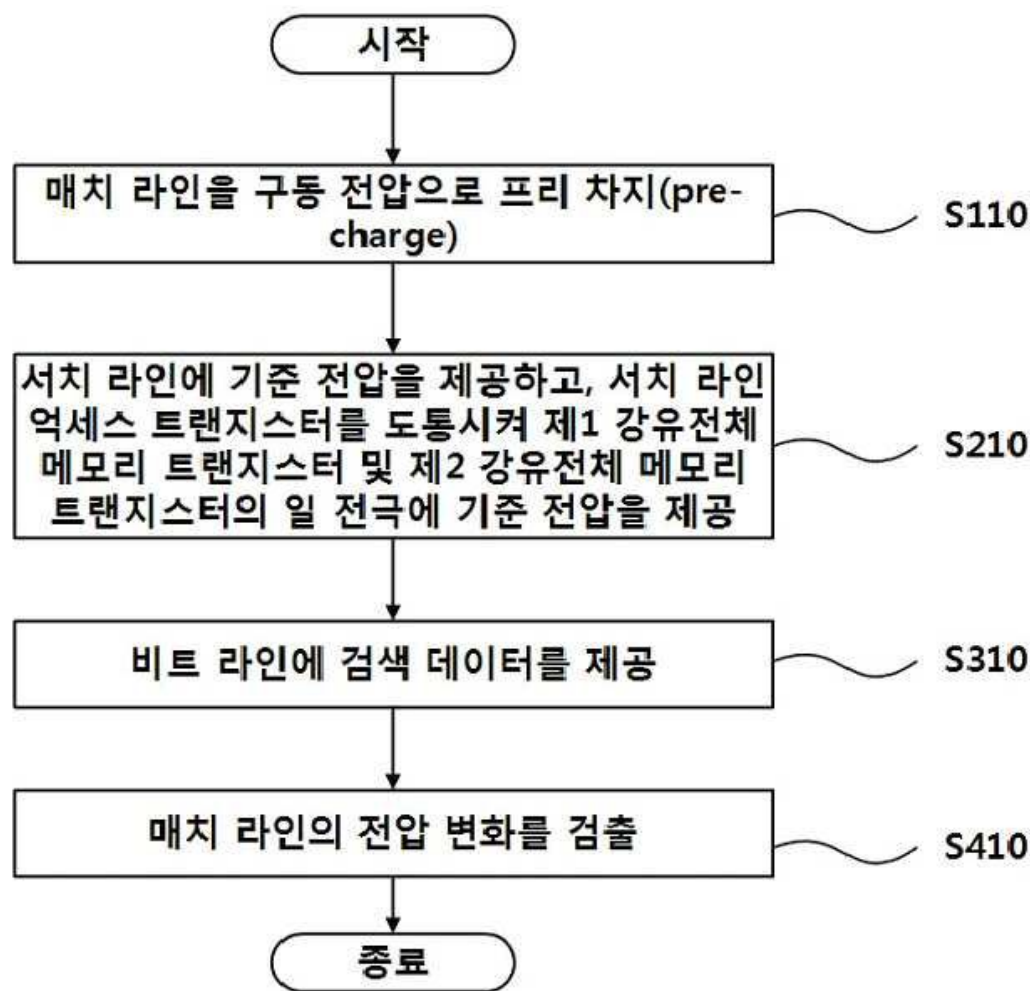 시작
매치 라인을 구동 전압으로 프리 차지(pre-
charge)
S110
서치 라인에 기준 전압을 제공하고, 서치 라인
억세스 트랜지스터를 도통시켜 제1 강유전체
메모리 트랜지스터 및 제2 강유전체 메모리
트랜지스터의 일 전극에 기준 전압을 제공
S210
비트 라인에 검색 데이터를 제공
S310
매치 라인의 전압 변화를 검출
S410
종료